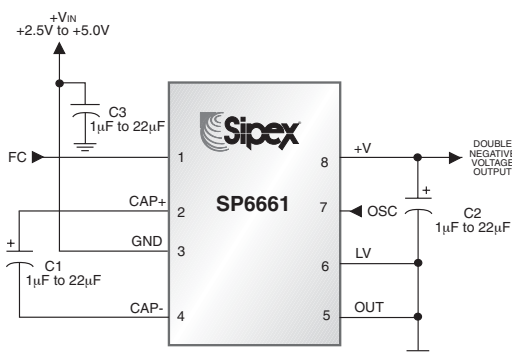 +VIN
+2.5V to +5.0V
C3
1µF to 22µF
Sipex
FC
1
8
+V
DOUBLE
NEGATIVE
VOLTAGE
OUTPUT
CAP+
2
SP6661
7
OSC
+
C2
1µF to 22µF
GND
3
+
C1
1µF to 22µF
6
LV
CAP-
4
5
OUT